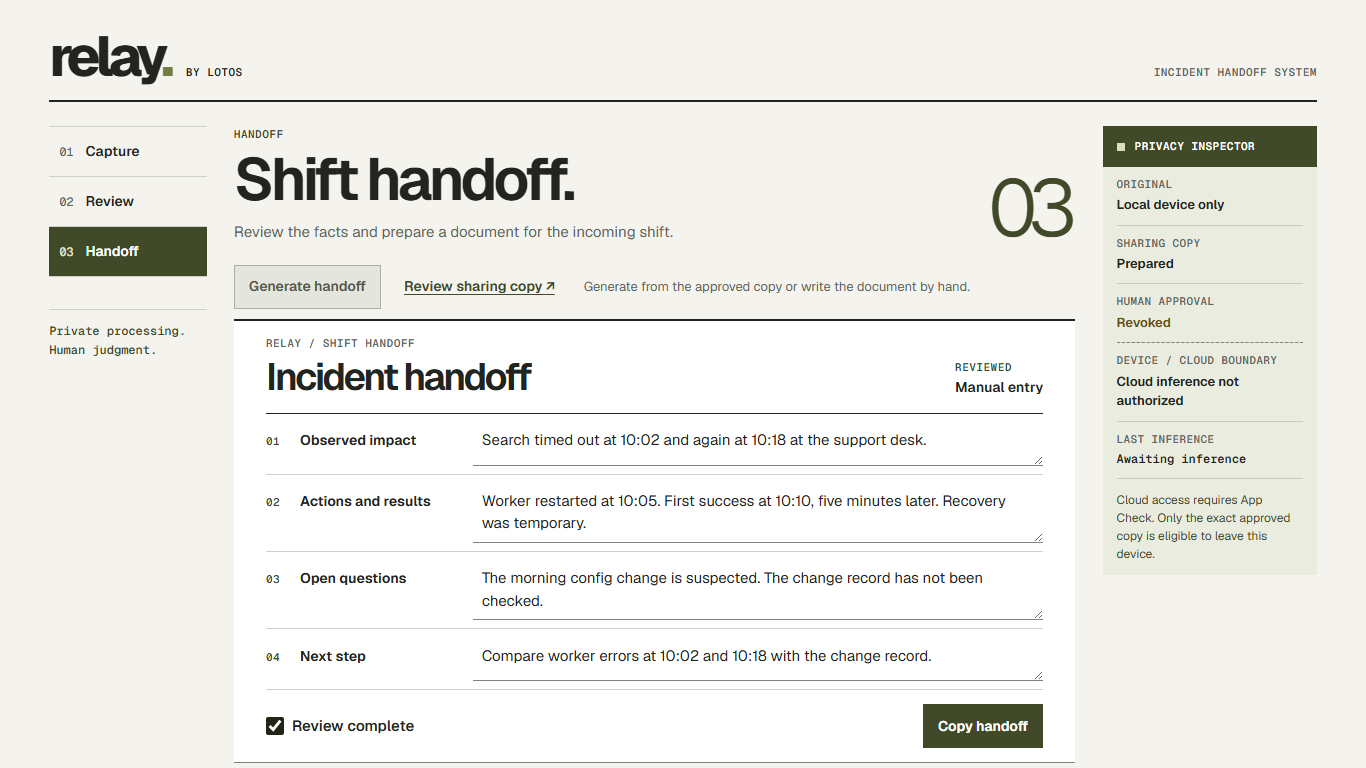 relay. BY LOTOS
INCIDENT HANDOFF SYSTEM
01 Capture
02 Review
03 Handoff
Private processing.
Human judgment.
HANDOFF
Shift handoff.
Review the facts and prepare a document for the incoming shift.
03
Generate handoff
Review sharing copy ↗
Generate from the approved copy or write the document by hand.
RELAY / SHIFT HANDOFF
Incident handoff
REVIEWED
Manual entry
01 Observed impact
Search timed out at 10:02 and again at 10:18 at the support desk.
02 Actions and results
Worker restarted at 10:05. First success at 10:10, five minutes later. Recovery
was temporary.
03 Open questions
The morning config change is suspected. The change record has not been
checked.
04 Next step
Compare worker errors at 10:02 and 10:18 with the change record.
Review complete
Copy handoff
PRIVACY INSPECTOR
ORIGINAL
Local device only
SHARING COPY
Prepared
HUMAN APPROVAL
Revoked
DEVICE / CLOUD BOUNDARY
Cloud inference not
authorized
LAST INFERENCE
Awaiting inference
Cloud access requires App
Check. Only the exact approved
copy is eligible to leave this
device.